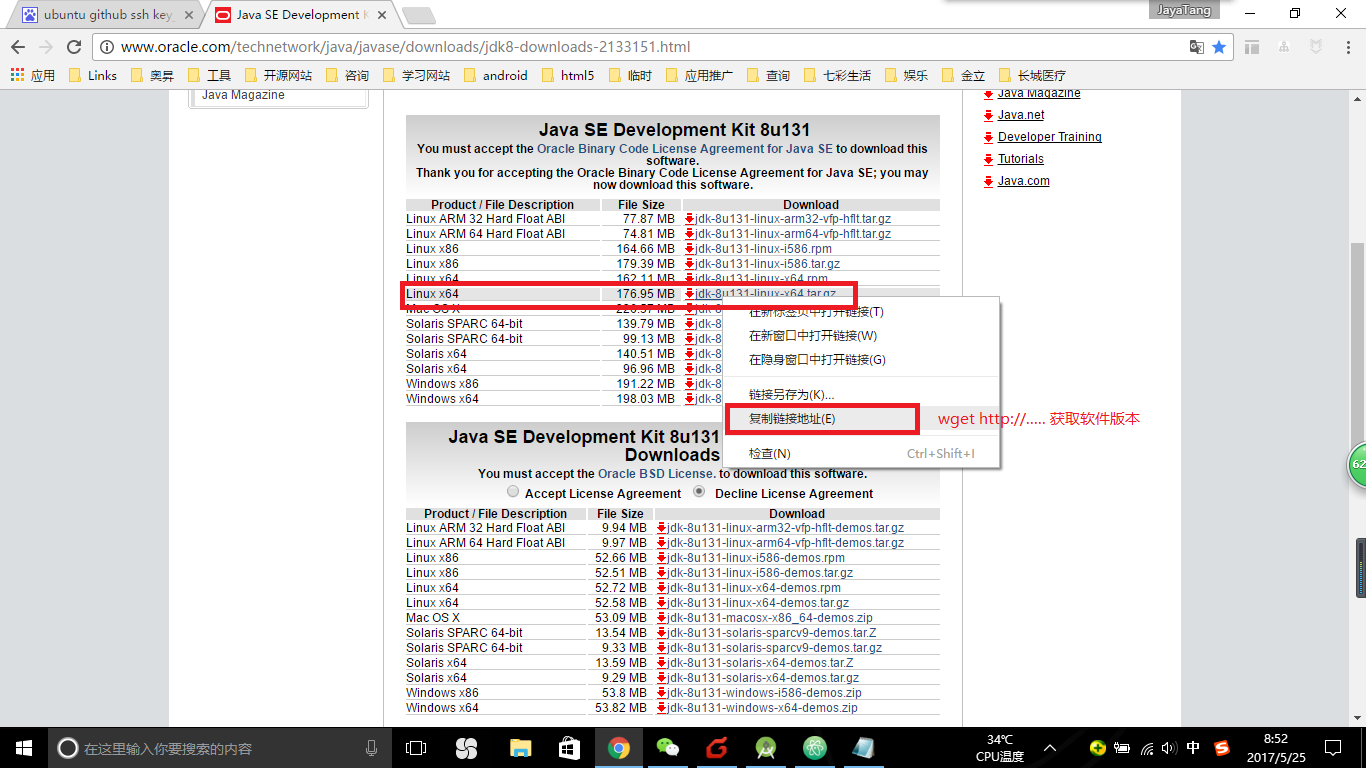 JayaTang
ubuntu github ssh key
Java SE Development K
www.oracle.com/technetwork/java/javase/downloads/jdk8-downloads-2133151.html
应用 Links 奥昇 工具 开源网站 咨询 学习网站 android html5 临时 应用推广 查询 七彩生活 娱乐 金立 长城医疗
Java Magazine
Java Magazine
Java.net
Developer Training
Tutorials
Java.com
Java SE Development Kit 8u131
You must accept the Oracle Binary Code License Agreement for Java SE to download this
software.
Thank you for accepting the Oracle Binary Code License Agreement for Java SE; you may
now download this software.
Product / File Description File Size Download
Linux ARM 32 Hard Float ABI 77.87 MB jdk-8u131-linux-arm32-vfp-hflt.tar.gz
Linux ARM 64 Hard Float ABI 74.81 MB jdk-8u131-linux-arm64-vfp-hflt.tar.gz
Linux x86 164.66 MB jdk-8u131-linux-i586.rpm
Linux x86 179.39 MB jdk-8u131-linux-i586.tar.gz
Linux x64 162.11 MB jdk-8u131-linux-x64.rpm
Linux x64 176.95 MB jdk-8u131-linux-x64.tar.gz
Mac OS X 226.57 MB jdk-8
Solaris SPARC 64-bit 139.79 MB jdk-8
Solaris SPARC 64-bit 99.13 MB jdk-8
Solaris x64 140.51 MB jdk-8
Solaris x64 96.96 MB jdk-8
Windows x86 191.22 MB jdk-8
Windows x64 198.03 MB jdk-8
在新标签页中打开链接(T)
在新窗口中打开链接(W)
在隐身窗口中打开链接(G)
链接另存为(K)...
复制链接地址(E)
检查(N) Ctrl+Shift+I
wget http://..... 获取软件版本
Java SE Development Kit 8u131
Downloads
You must accept the Oracle BSD License. to download this software.
Accept License Agreement Decline License Agreement
Product / File Description File Size Download
Linux ARM 32 Hard Float ABI 9.94 MB jdk-8u131-linux-arm32-vfp-hflt-demos.tar.gz
Linux ARM 64 Hard Float ABI 9.97 MB jdk-8u131-linux-arm64-vfp-hflt-demos.tar.gz
Linux x86 52.66 MB jdk-8u131-linux-i586-demos.rpm
Linux x86 52.51 MB jdk-8u131-linux-i586-demos.tar.gz
Linux x64 52.72 MB jdk-8u131-linux-x64-demos.rpm
Linux x64 52.58 MB jdk-8u131-linux-x64-demos.tar.gz
Mac OS X 53.09 MB jdk-8u131-macosx-x86_64-demos.zip
Solaris SPARC 64-bit 13.54 MB jdk-8u131-solaris-sparcv9-demos.tar.Z
Solaris SPARC 64-bit 9.33 MB jdk-8u131-solaris-sparcv9-demos.tar.gz
Solaris x64 13.59 MB jdk-8u131-solaris-x64-demos.tar.Z
Solaris x64 9.29 MB jdk-8u131-solaris-x64-demos.tar.gz
Windows x86 53.8 MB jdk-8u131-windows-i586-demos.zip
Windows x64 53.82 MB jdk-8u131-windows-x64-demos.zip
62
在这里输入你要搜索的内容
34℃
CPU温度
中
8:52
2017/5/25